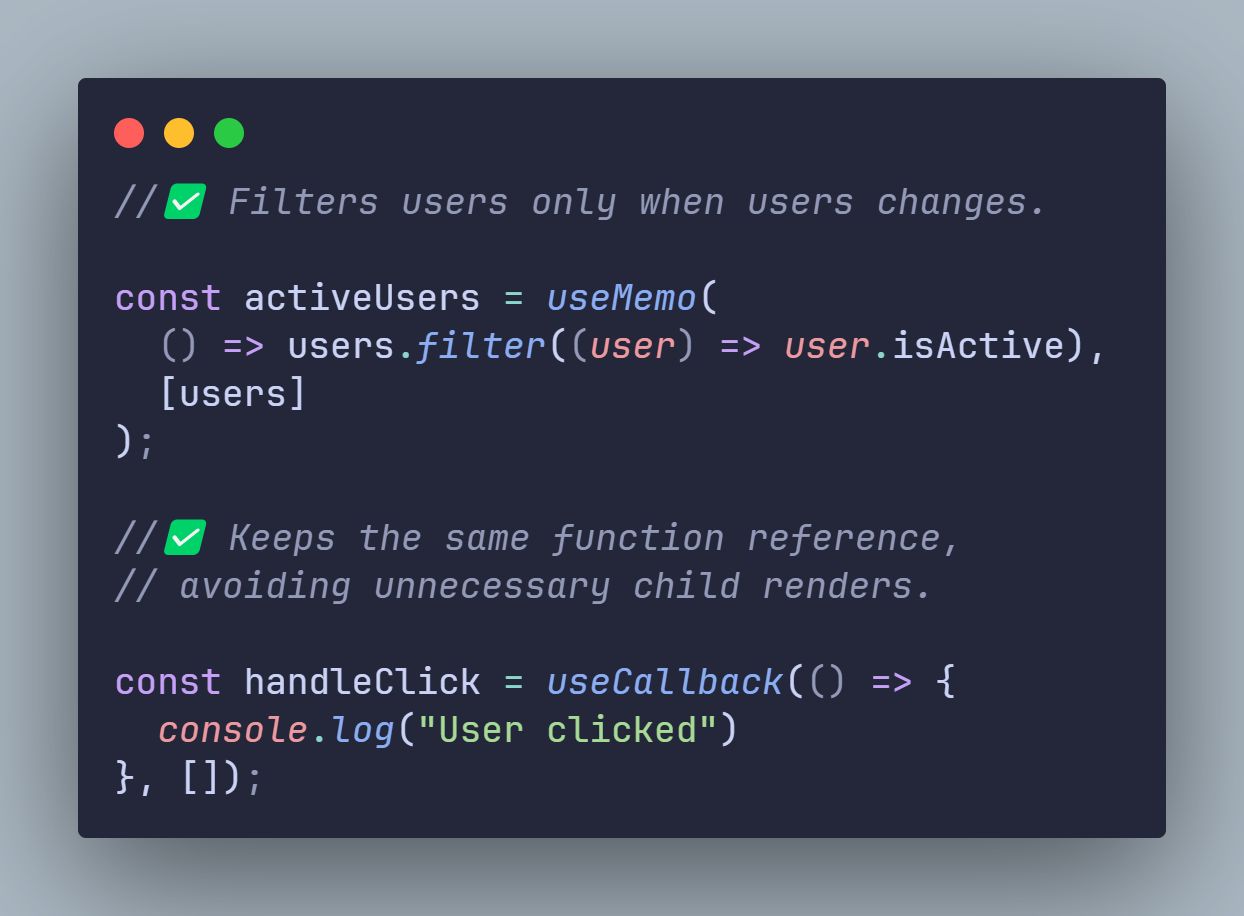 //✅ Filters users only when users changes.
const activeUsers = useMemo(
  () => users.filter((user) => user.isActive),
  [users]
);
//✅ Keeps the same function reference,
// avoiding unnecessary child renders.
const handleClick = useCallback(() => {
  console.log("User clicked")
}, []);